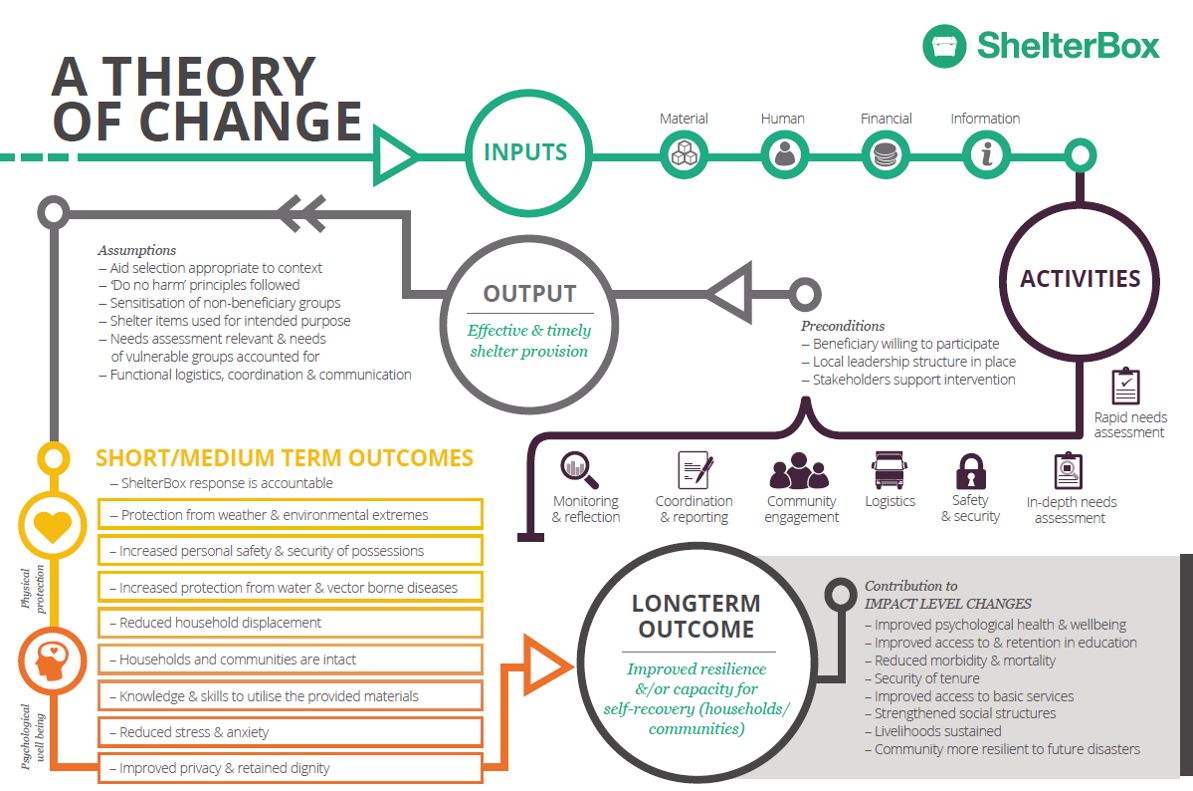 ShelterBox
A THEORY
OF CHANGE
INPUTS
Material
Human
Financial
Information
ACTIVITIES
Rapid needs
assessment
In-depth needs
assessment
Safety
& security
Logistics
Community
engagement
Coordination
& reporting
Monitoring
& reflection
Preconditions
– Beneficiary willing to participate
– Local leadership structure in place
– Stakeholders support intervention
OUTPUT
Effective & timely
shelter provision
Assumptions
– Aid selection appropriate to context
– ‘Do no harm’ principles followed
– Sensitisation of non-beneficiary groups
– Shelter items used for intended purpose
– Needs assessment relevant & needs
of vulnerable groups accounted for
– Functional logistics, coordination & communication
SHORT/MEDIUM TERM OUTCOMES
– ShelterBox response is accountable
– Protection from weather & environmental extremes
– Increased personal safety & security of possessions
– Increased protection from water & vector borne diseases
– Reduced household displacement
– Households and communities are intact
– Knowledge & skills to utilise the provided materials
– Reduced stress & anxiety
– Improved privacy & retained dignity
Physical
protection
Psychological
well being
LONGTERM
OUTCOME
Improved resilience
&/or capacity for
self-recovery (households/
communities)
Contribution to
IMPACT LEVEL CHANGES
– Improved psychological health & wellbeing
– Improved access to & retention in education
– Reduced morbidity & mortality
– Security of tenure
– Improved access to basic services
– Strengthened social structures
– Livelihoods sustained
– Community more resilient to future disasters